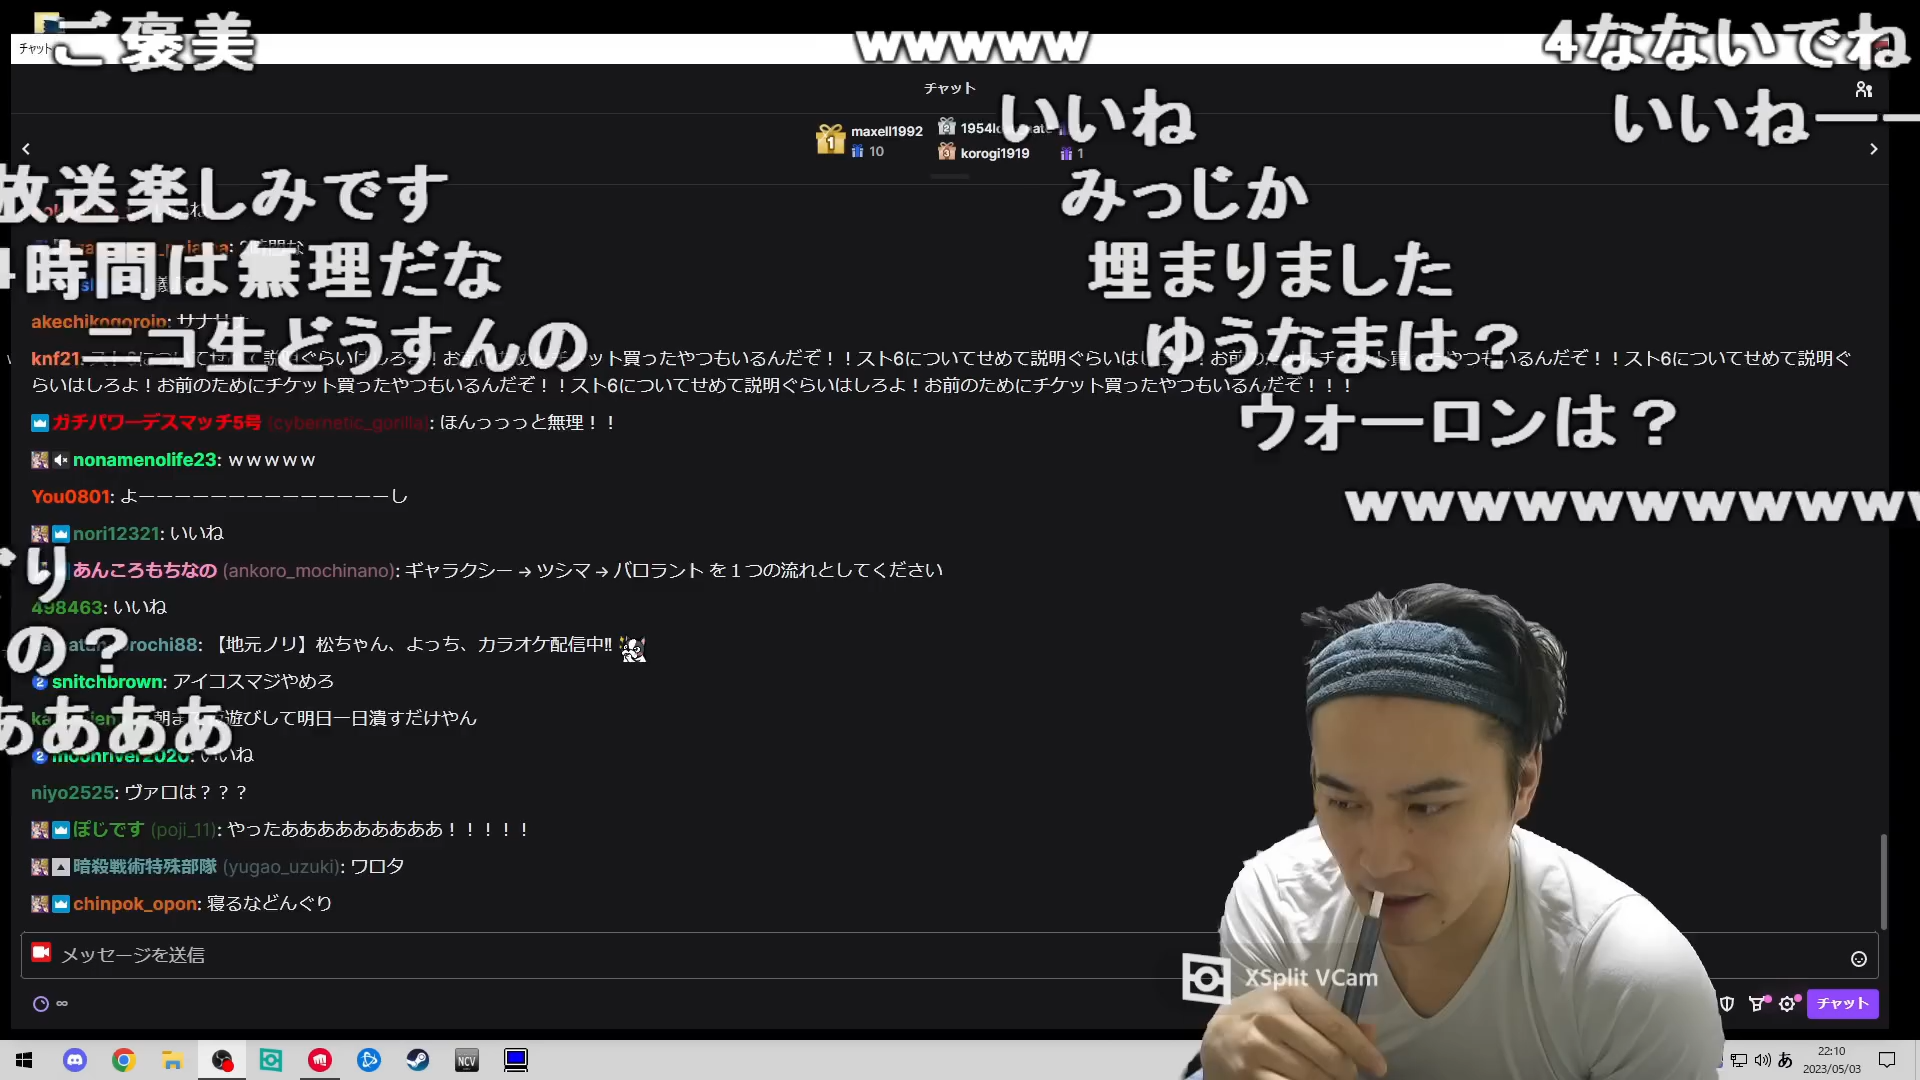 ご褒美
wwwwww
4なないでね
チャット
チャット
いいね
いいねーー
maxell1992
10
korogi1919
1
放送楽しみです
みっじか
4時間は無理だな
埋まりました
akechikogoroip:
ニコ生どうすんの
ゆうなまは？
knf21:
らいはしろよ！お前のためにチケット買ったやつもいるんだぞ！！スト6についてせめて説明ぐらいはしろよ！お前のためにチケット買ったやつもいるんだぞ！！！
ウォーロンは？
ガチパワーデスマッチ5号 (cybernetic_gorilla): ほんっっっと無理！！
nonamenolife23: ｗｗｗｗｗ
You0801: よーーーーーーーーーーーーーーし
wwwwwwwwwww
nori12321: いいね
あんころもちなの (ankoro_mochinano): ギャラクシー → ツシマ → バロラント を１つの流れとしてください
498463: いいね
の？
【地元ノリ】松ちゃん、よっち、カラオケ配信中!!
snitchbrown: アイコスマジやめろ
遊びして明日一日潰すだけやん
ああああ
moonriver2020: いいね
niyo2525: ヴァロは？？？
ぽじです (poji_11): やったあああああああああ！！！！！
暗殺戦術特殊部隊 (yugao_uzuki): ワロタ
chinpok_opon: 寝るなどんぐり
メッセージを送信
XSplit VCam
∞
チャット
NCV
あ
22:10
2023/05/03